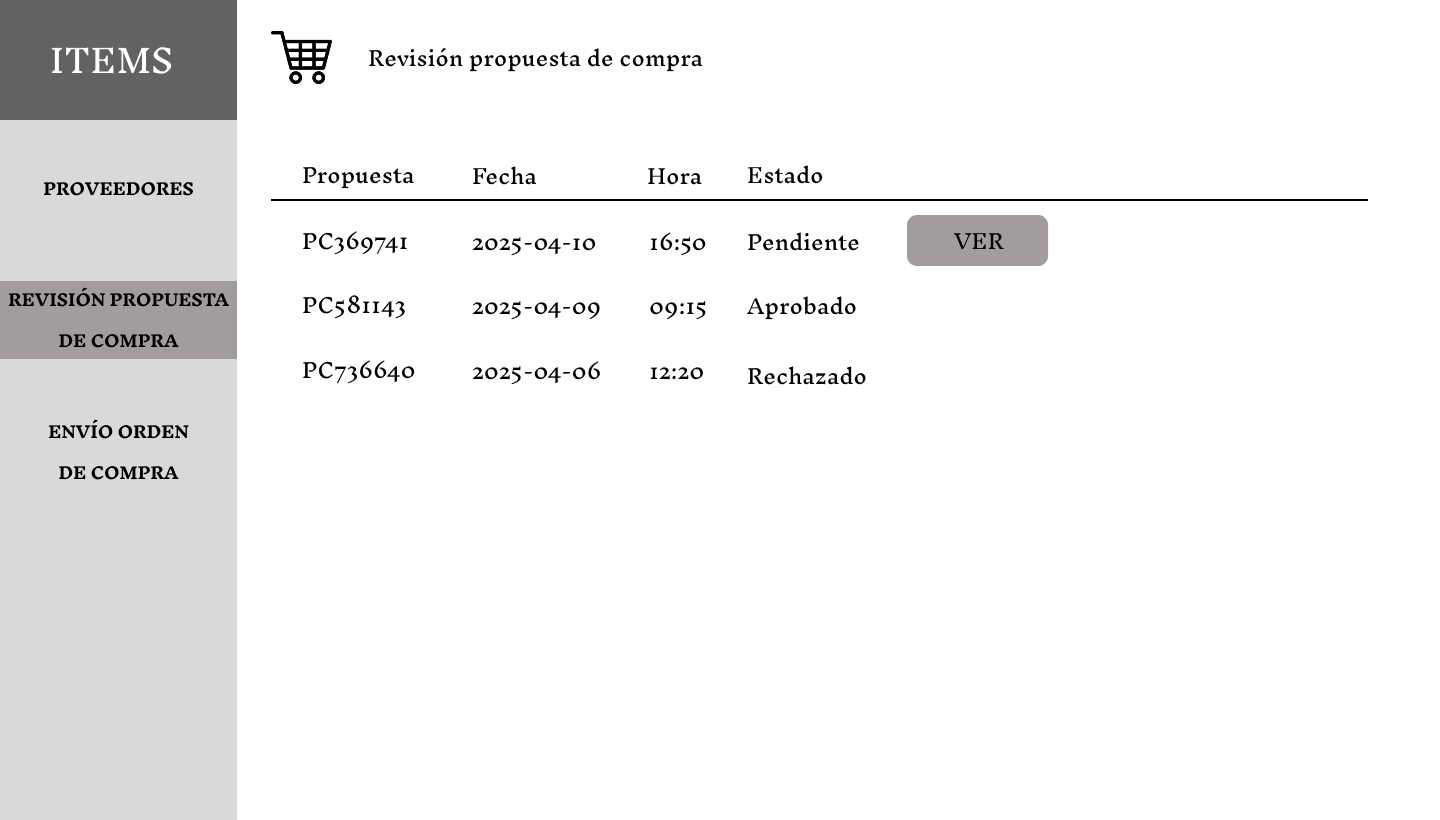 ITEMS
Revisión propuesta de compra
PROVEEDORES
REVISIÓN PROPUESTA
DE COMPRA
ENVÍO ORDEN
DE COMPRA
Propuesta Fecha Hora Estado
PC369741 2025-04-10 16:50 Pendiente VER
PC581143 2025-04-09 09:15 Aprobado
PC736640 2025-04-06 12:20 Rechazado